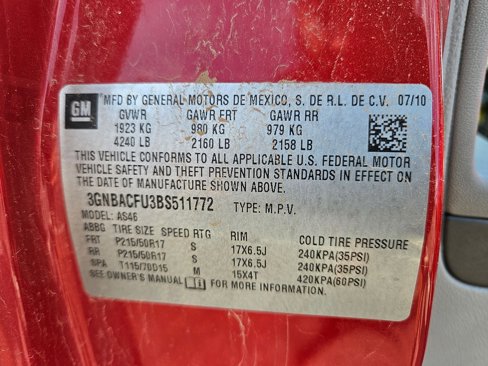 GM
MFD BY GENERAL MOTORS DE MEXICO, S. DE R.L. DE C.V. 07/10
GVWR GAWR FRT GAWR RR
1923 KG 980 KG 979 KG
4240 LB 2160 LB 2158 LB
THIS VEHICLE CONFORMS TO ALL APPLICABLE U.S. FEDERAL MOTOR
VEHICLE SAFETY AND THEFT PREVENTION STANDARDS IN EFFECT ON THE
DATE OF MANUFACTURE SHOWN ABOVE.
3GNBACFU3BS511772 TYPE: M.P.V.
MODEL: AS46
ABBG TIRE SIZE SPEED RTG RIM COLD TIRE PRESSURE
FRT P215/50R17 S 17X6.5J 240KPA(35PSI)
RR P215/50R17 S 17X6.5J 240KPA(35PSI)
SPA T115/70D15 M 15X4T 420KPA(60PSI)
SEE OWNER'S MANUAL FOR MORE INFORMATION.